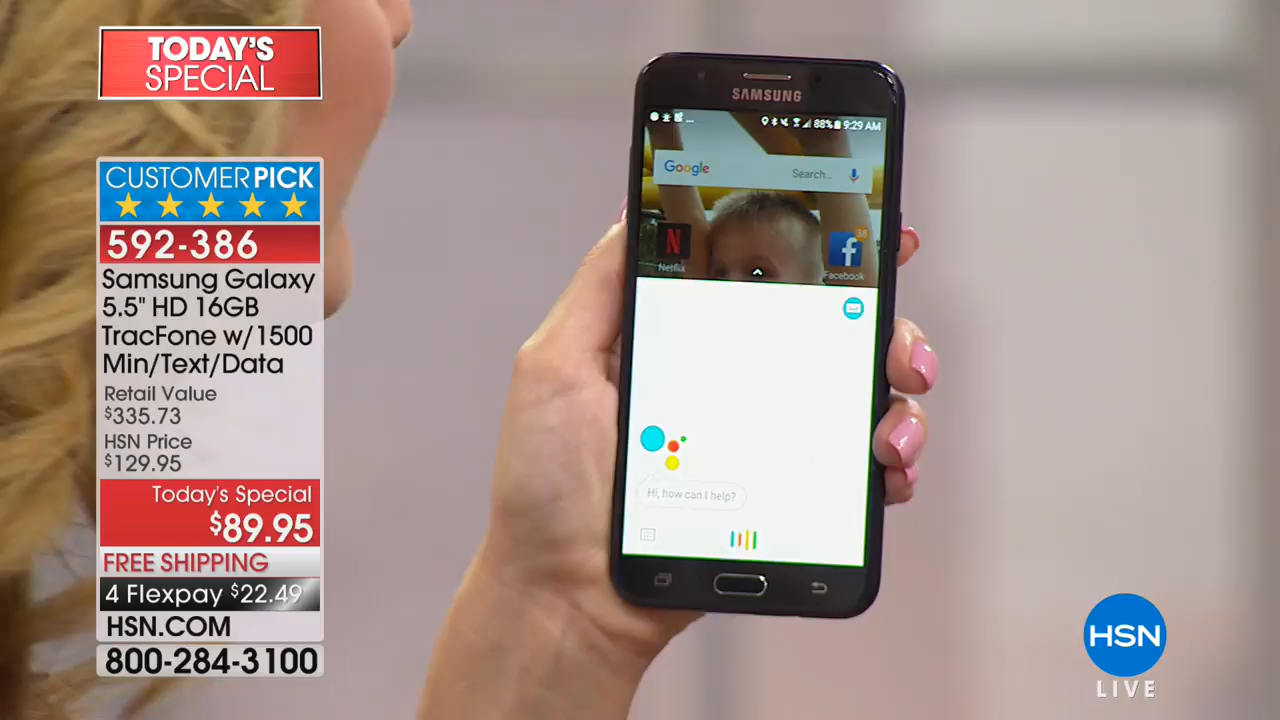 TODAY'S
SPECIAL
CUSTOMER PICK
592-386
Samsung Galaxy
5.5" HD 16GB
TracFone w/1500
Min/Text/Data
Retail Value
$335.73
HSN Price
$129.95
Today's Special
$89.95
FREE SHIPPING
4 Flexpay $22.49
HSN.COM
800-284-3100
SAMSUNG
88% 9:29 AM
Google Search...
N
Netflix
38
f
Facebook
Hi, how can I help?
HSN
LIVE